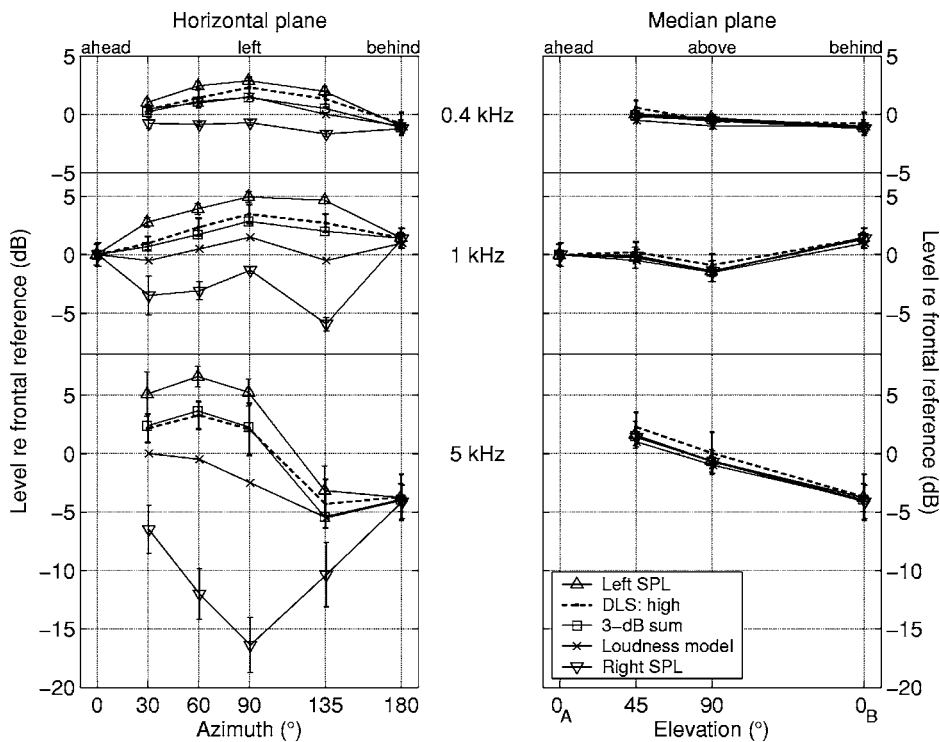 Horizontal plane
Median plane
ahead left behind
ahead above behind
5
0
−5
0.4 kHz
5
0
−5
5
0
−5
1 kHz
5
0
−5
5
0
−5
−10
−15
−20
5 kHz
5
0
−5
−10
−15
−20
Level re frontal reference (dB)
Level re frontal reference (dB)
Left SPL
DLS: high
3−dB sum
Loudness model
Right SPL
0 30 60 90 135 180
Azimuth (°)
0A 45 90 0B
Elevation (°)